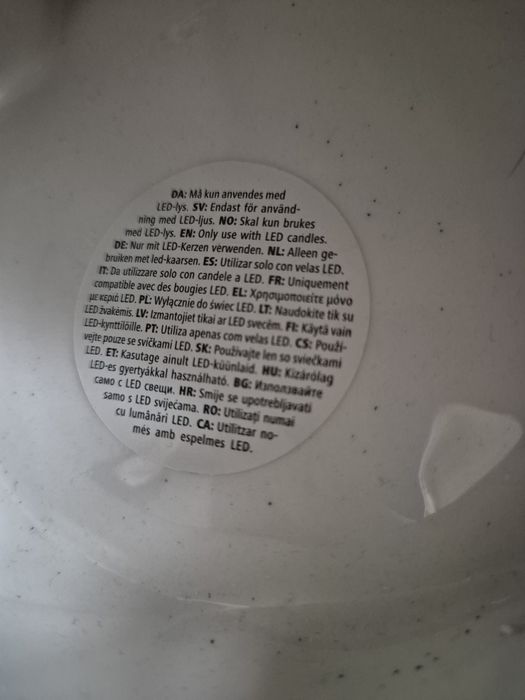 DA: Må kun anvendes med
LED-lys. SV: Endast för använd-
ning med LED-ljus. NO: Skal kun brukes
med LED-lys. EN: Only use with LED candles.
DE: Nur mit LED-Kerzen verwenden. NL: Alleen ge-
bruiken met led-kaarsen. ES: Utilizar solo con velas LED.
IT: Da utilizzare solo con candele a LED. FR: Uniquement
compatible avec des bougies LED. EL: Χρησιμοποιείτε μόνο
με κεριά LED. PL: Wyłącznie do świec LED. LT: Naudokite tik su
LED žvakėmis. LV: Izmantojiet tikai ar LED svecēm. FI: Käytä vain
LED-kynttilöille. PT: Utiliza apenas com velas LED. CS: Použí-
vejte pouze se svíčkami LED. SK: Používajte len so sviečkami
LED. ET: Kasutage ainult LED-küünlaid. HU: Kizárólag
LED-es gyertyákkal használható. BG: Използвайте
само с LED свещи. HR: Smije se upotrebljavati
samo s LED svijećama. RO: Utilizați numai
cu lumânări LED. CA: Utilitzar no-
més amb espelmes LED.